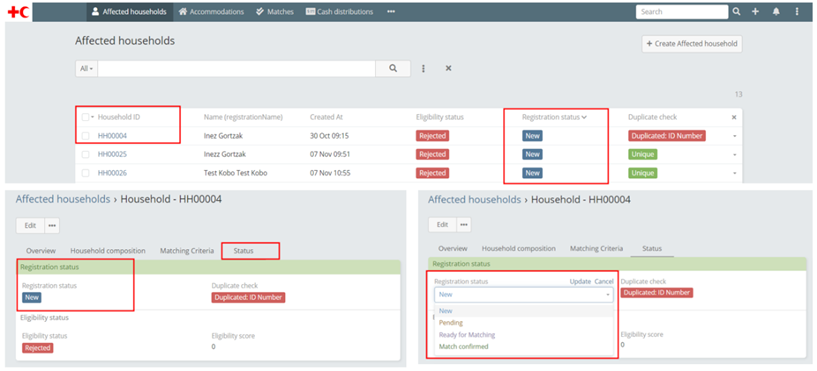 Affected households Accommodations Matches Cash distributions ••• Search
Affected households
+ Create Affected household
All
13
Household ID Name (registrationName) Created At Eligibility status Registration status Duplicate check
HH00004 Inez Gortzak 30 Oct 09:15 Rejected New Duplicated: ID Number
HH00025 Inezz Gortzak 07 Nov 09:51 Rejected New Unique
HH00026 Test Kobo Test Kobo 07 Nov 10:55 Rejected New Unique
Affected households › Household - HH00004
Edit •••
Overview Household composition Matching Criteria Status
Registration status
Registration status Duplicate check
New Duplicated: ID Number
Eligibility status
Eligibility status Eligibility score
Rejected 0
Affected households › Household - HH00004
Edit •••
Overview Household composition Matching Criteria Status
Registration status
Registration status Update Cancel Duplicate check
New Duplicated: ID Number
New
Pending
Ready for Matching Eligibility score
Match confirmed 0